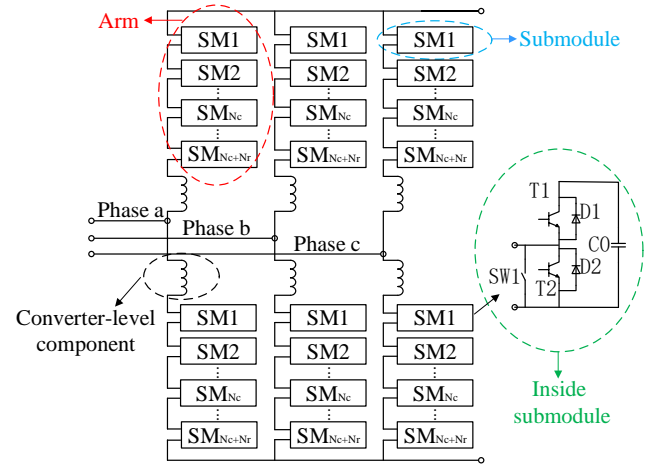 Arm
SM1 SM1 SM1
Submodule
SM2 SM2 SM2
SMNc SMNc SMNc
SMNc+Nr SMNc+Nr SMNc+Nr
Phase a
Phase b
Phase c
T1
D1
C0
SW1
D2
T2
Converter-level
component
SM1 SM1 SM1
SM2 SM2 SM2
SMNc SMNc SMNc
SMNc+Nr SMNc+Nr SMNc+Nr
Inside
submodule